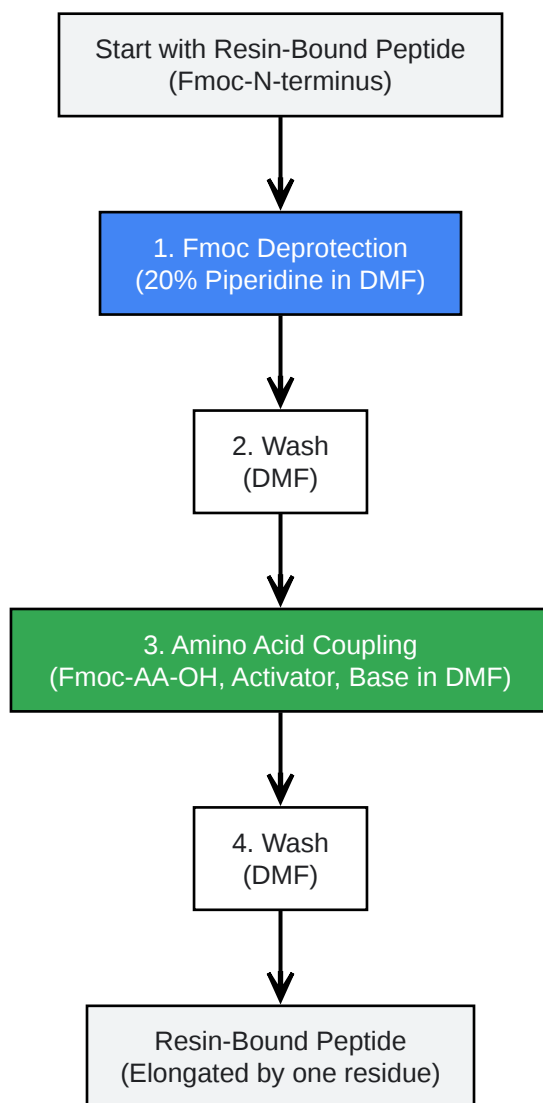 Start with Resin-Bound Peptide
(Fmoc-N-terminus)
1. Fmoc Deprotection
(20% Piperidine in DMF)
2. Wash
(DMF)
3. Amino Acid Coupling
(Fmoc-AA-OH, Activator, Base in DMF)
4. Wash
(DMF)
Resin-Bound Peptide
(Elongated by one residue)